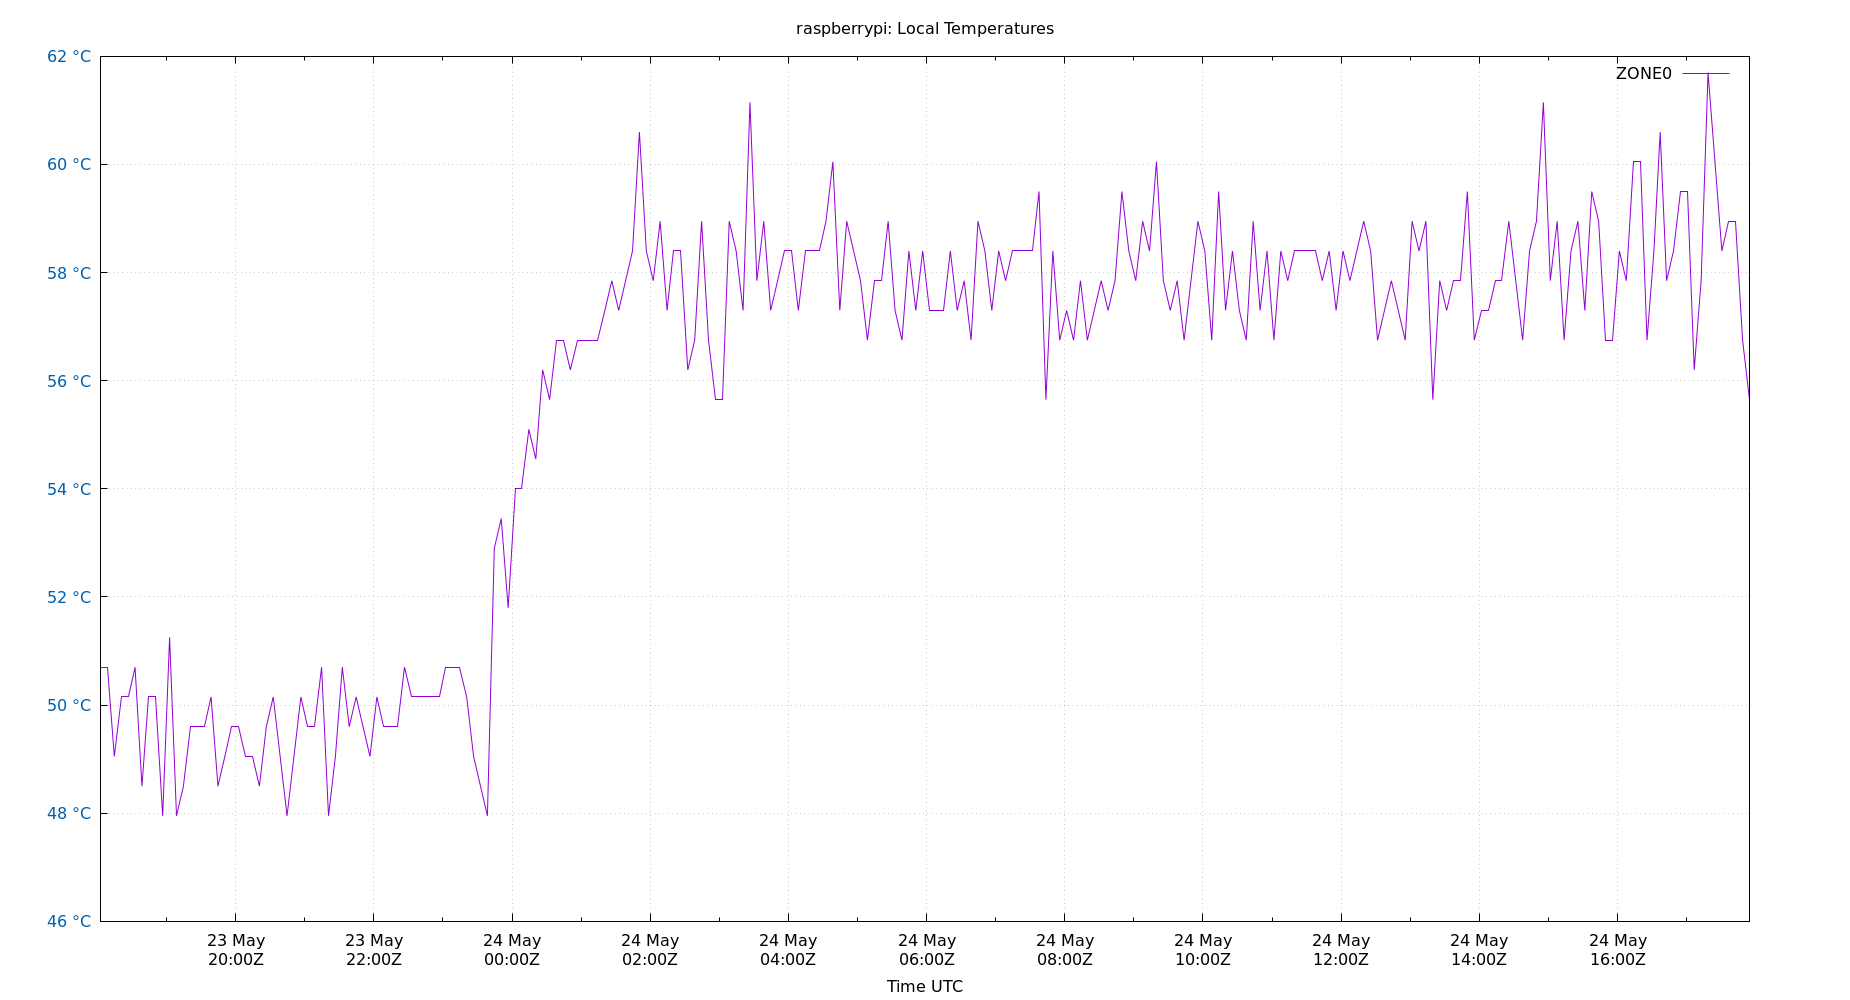 raspberrypi: Local Temperatures
62 °C
60 °C
58 °C
56 °C
54 °C
52 °C
50 °C
48 °C
46 °C
ZONE0
23 May
20:00Z
23 May
22:00Z
24 May
00:00Z
24 May
02:00Z
24 May
04:00Z
24 May
06:00Z
24 May
08:00Z
24 May
10:00Z
24 May
12:00Z
24 May
14:00Z
24 May
16:00Z
Time UTC